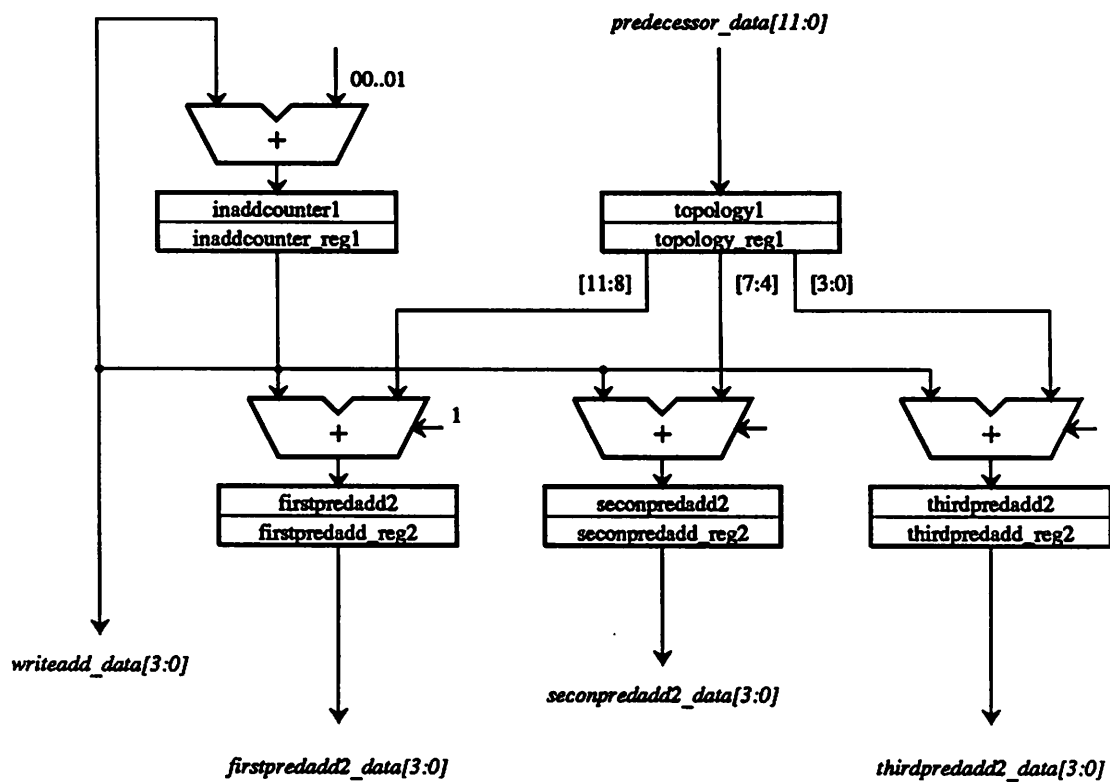 predecessor_data[11:0]
00..01
+
inaddcounter1
inaddcounter_reg1
topology1
topology_reg1
[11:8]
[7:4]
[3:0]
1
+
+
+
firstpredadd2
firstpredadd_reg2
seconpredadd2
seconpredadd_reg2
thirdpredadd2
thirdpredadd_reg2
writeadd_data[3:0]
seconpredadd2_data[3:0]
firstpredadd2_data[3:0]
thirdpredadd2_data[3:0]